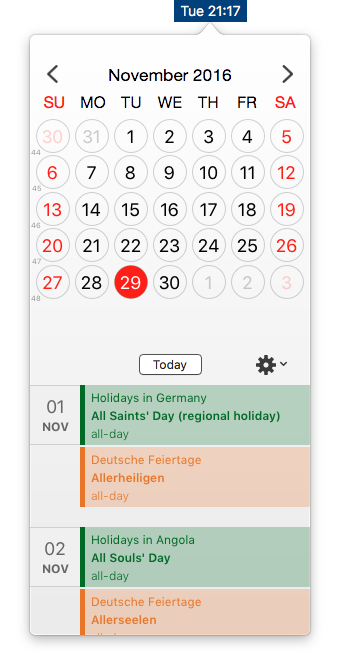 Tue 21:17
November 2016
SU MO TU WE TH FR SA
30 31 1 2 3 4 5
44
6 7 8 9 10 11 12
45
13 14 15 16 17 18 19
46
20 21 22 23 24 25 26
47
27 28 29 30 1 2 3
48
Today
01
NOV
Holidays in Germany
All Saints' Day (regional holiday)
all-day
Deutsche Feiertage
Allerheiligen
all-day
02
NOV
Holidays in Angola
All Souls' Day
all-day
Deutsche Feiertage
Allerseelen